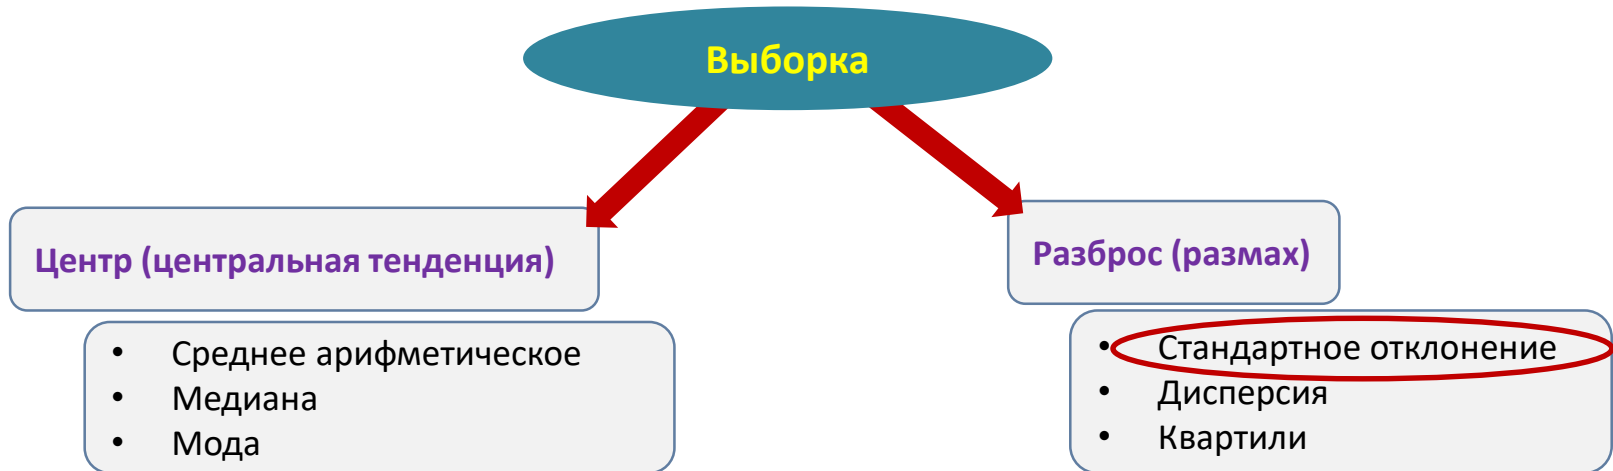 Выборка
Центр (центральная тенденция)
• Среднее арифметическое
• Медиана
• Мода
Разброс (размах)
• Стандартное отклонение
• Дисперсия
• Квартили